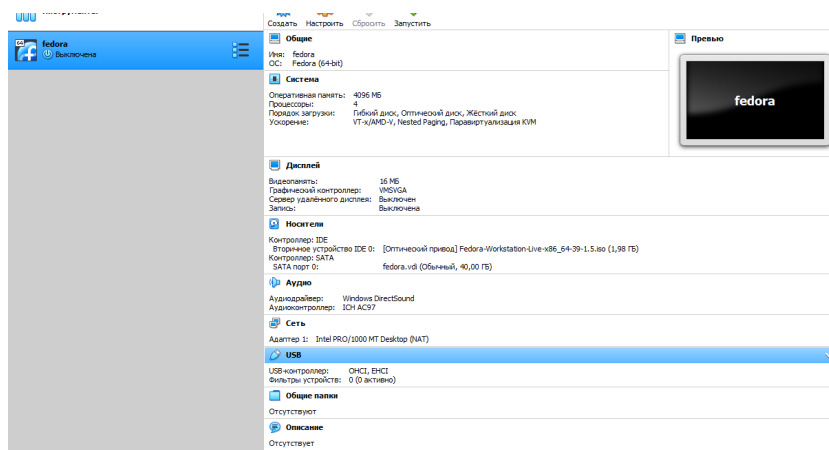 Создать Настроить Сбросить Запустить
fedora
Выключена
Общие
Имя: fedora
ОС: Fedora (64-bit)
Превью
fedora
Система
Оперативная память: 4096 МБ
Процессоры: 4
Порядок загрузки: Гибкий диск, Оптический диск, Жёсткий диск
Ускорение: VT-x/AMD-V, Nested Paging, Паравиртуализация KVM
Дисплей
Видеопамять: 16 МБ
Графический контроллер: VMSVGA
Сервер удалённого дисплея: Выключен
Запись: Выключена
Носители
Контроллер: IDE
Вторичное устройство IDE 0: [Оптический привод] Fedora-Workstation-Live-x86_64-39-1.5.iso (1,98 ГБ)
Контроллер: SATA
SATA порт 0: fedora.vdi (Обычный, 40,00 ГБ)
Аудио
Аудиодрайвер: Windows DirectSound
Аудиоконтроллер: ICH AC97
Сеть
Адаптер 1: Intel PRO/1000 MT Desktop (NAT)
USB
USB-контроллер: OHCI, EHCI
Фильтры устройств: 0 (0 активно)
Общие папки
Отсутствуют
Описание
Отсутствует